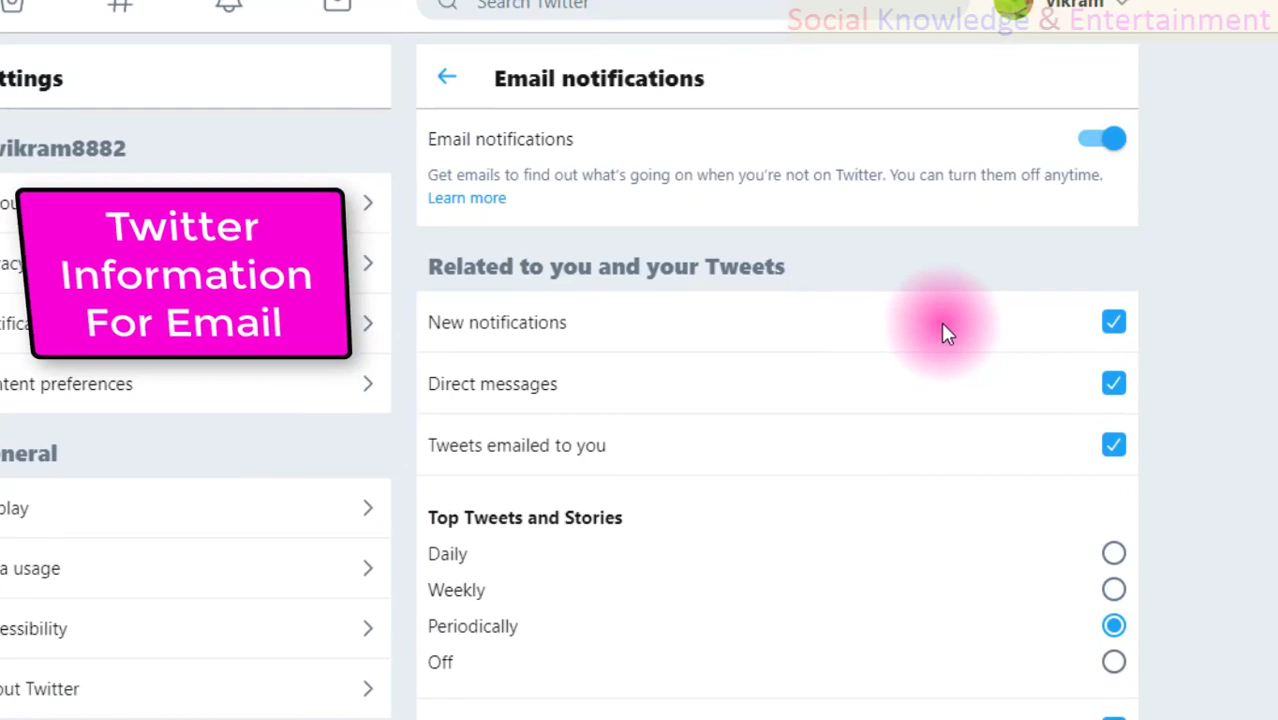 Search Twitter
vikram
Social Knowledge & Entertainment
ttings
Email notifications
vikram8882
Email notifications
Get emails to find out what's going on when you're not on Twitter. You can turn them off anytime.
Learn more
Twitter
Information
For Email
Related to you and your Tweets
New notifications
Direct messages
Tweets emailed to you
ntent preferences
neral
play
a usage
essibility
out Twitter
Top Tweets and Stories
Daily
Weekly
Periodically
Off